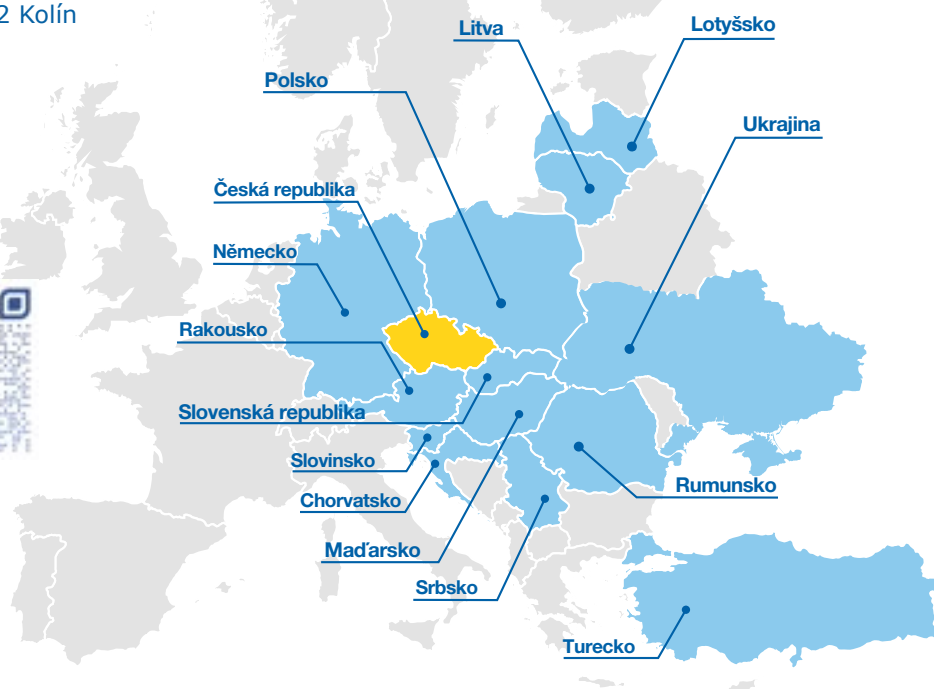 2 Kolín
Litva
Lotyšsko
Polsko
Ukrajina
Česká republika
Německo
Rakousko
Slovenská republika
Slovinsko
Rumunsko
Chorvatsko
Maďarsko
Srbsko
Turecko